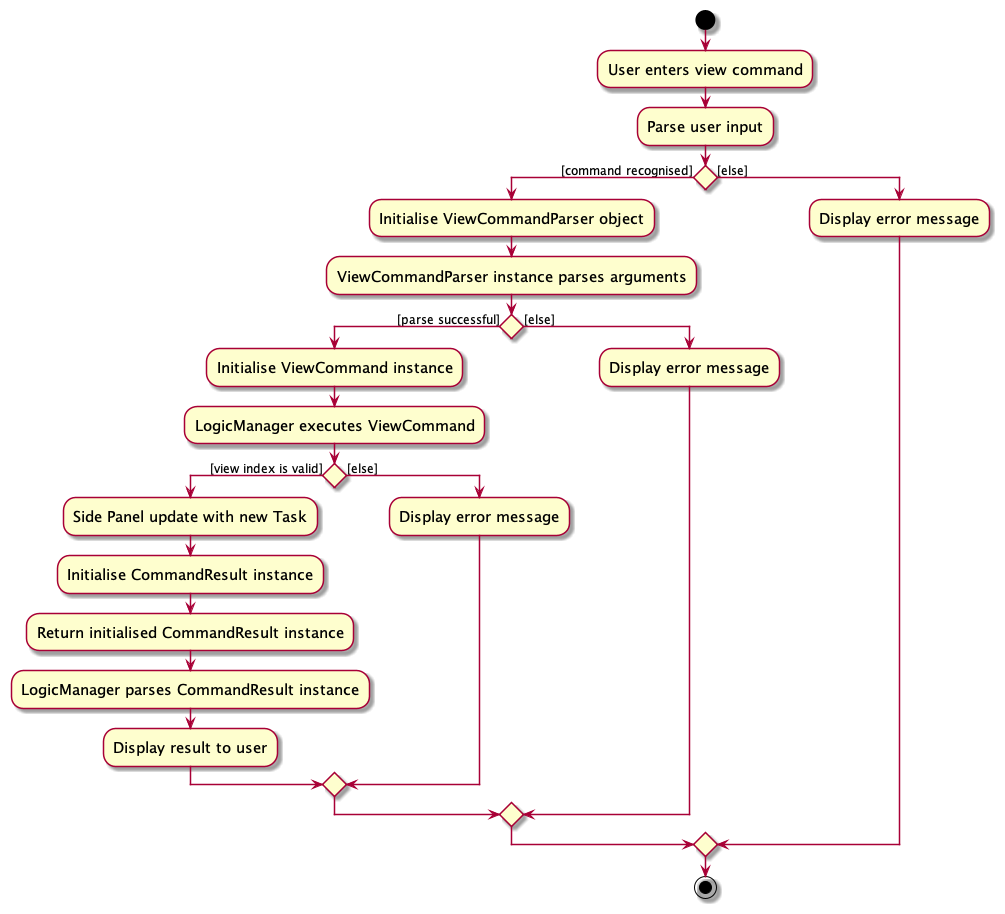 User enters view command
Parse user input
[command recognised]
[else]
Initialise ViewCommandParser object
Display error message
ViewCommandParser instance parses arguments
[parse successful]
[else]
Initialise ViewCommand instance
Display error message
LogicManager executes ViewCommand
[view index is valid]
[else]
Side Panel update with new Task
Display error message
Initialise CommandResult instance
Return initialised CommandResult instance
LogicManager parses CommandResult instance
Display result to user